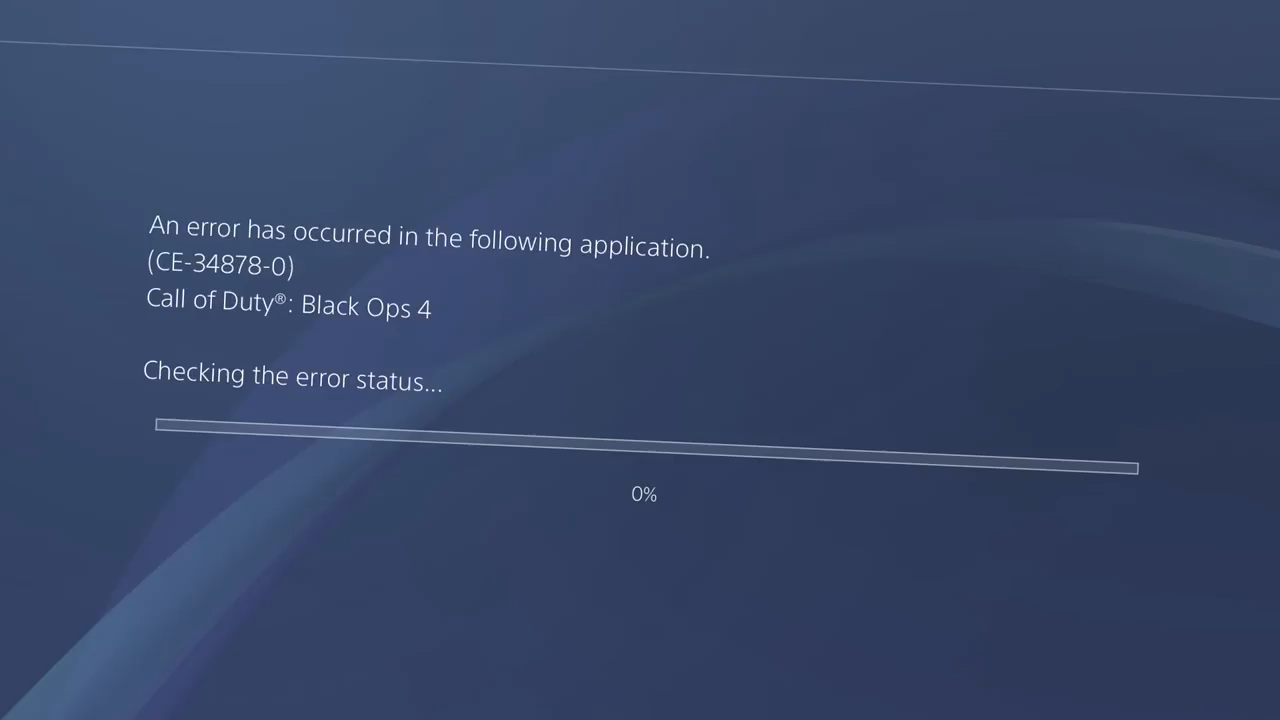 An error has occurred in the following application.
(CE-34878-0)
Call of Duty®: Black Ops 4
Checking the error status...
0%